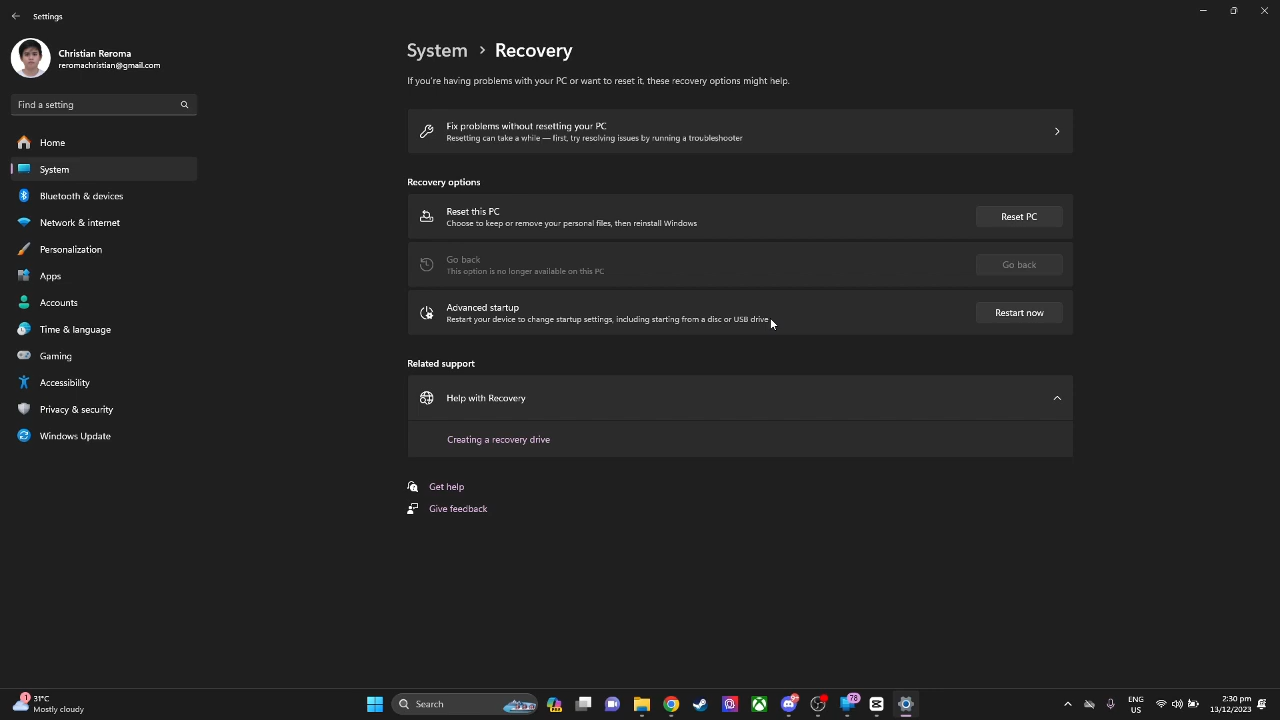 Settings
Christian Reroma
reromachristian@gmail.com
Find a setting
Home
System
Bluetooth & devices
Network & internet
Personalization
Apps
Accounts
Time & language
Gaming
Accessibility
Privacy & security
Windows Update
System > Recovery
If you're having problems with your PC or want to reset it, these recovery options might help.
Fix problems without resetting your PC
Resetting can take a while — first, try resolving issues by running a troubleshooter
Recovery options
Reset this PC
Choose to keep or remove your personal files, then reinstall Windows
Reset PC
Go back
This option is no longer available on this PC
Go back
Advanced startup
Restart your device to change startup settings, including starting from a disc or USB drive
Restart now
Related support
Help with Recovery
Creating a recovery drive
Get help
Give feedback
1
31°C
Mostly cloudy
Search
9+
78
ENG
US
2:30 pm
13/12/2023